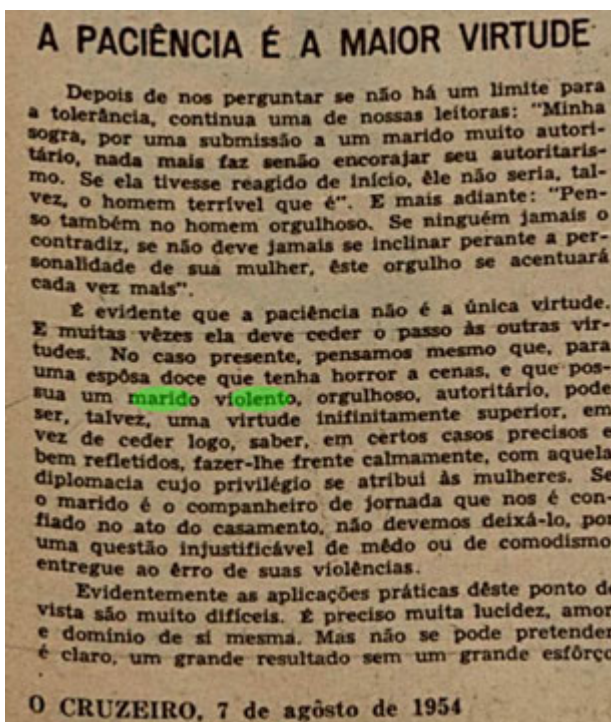 A PACIÊNCIA É A MAIOR VIRTUDE
Depois de nos perguntar se não há um limite para
a tolerância, continua uma de nossas leitoras: "Minha
sogra, por uma submissão a um marido muito autori-
tário, nada mais faz senão encorajar seu autoritaris-
mo. Se ela tivesse reagido de início, êle não seria, tal-
vez, o homem terrível que é". E mais adiante: "Pen-
so também no homem orgulhoso. Se ninguém jamais o
contradiz, se não deve jamais se inclinar perante a per-
sonalidade de sua mulher, êste orgulho se acentuará
cada vez mais".
É evidente que a paciência não é a única virtude.
E muitas vêzes ela deve ceder o passo às outras vir-
tudes. No caso presente, pensamos mesmo que, para
uma espôsa doce que tenha horror a cenas, e que pos-
sua um marido violento, orgulhoso, autoritário, pode
ser, talvez, uma virtude inifinitamente superior, em
vez de ceder logo, saber, em certos casos precisos e
bem refletidos, fazer-lhe frente calmamente, com aquela
diplomacia cujo privilégio se atribui às mulheres. Se
o marido é o companheiro de jornada que nos é con-
fiado no ato do casamento, não devemos deixá-lo, por
uma questão injustificável de mêdo ou de comodismo
entregue ao êrro de suas violências.
Evidentemente as aplicações práticas dêste ponto de
vista são muito difíceis. É preciso muita lucidez, amor
e domínio de si mesma. Mas não se pode pretender
é claro, um grande resultado sem um grande esfôrço
O CRUZEIRO, 7 de agôsto de 1954